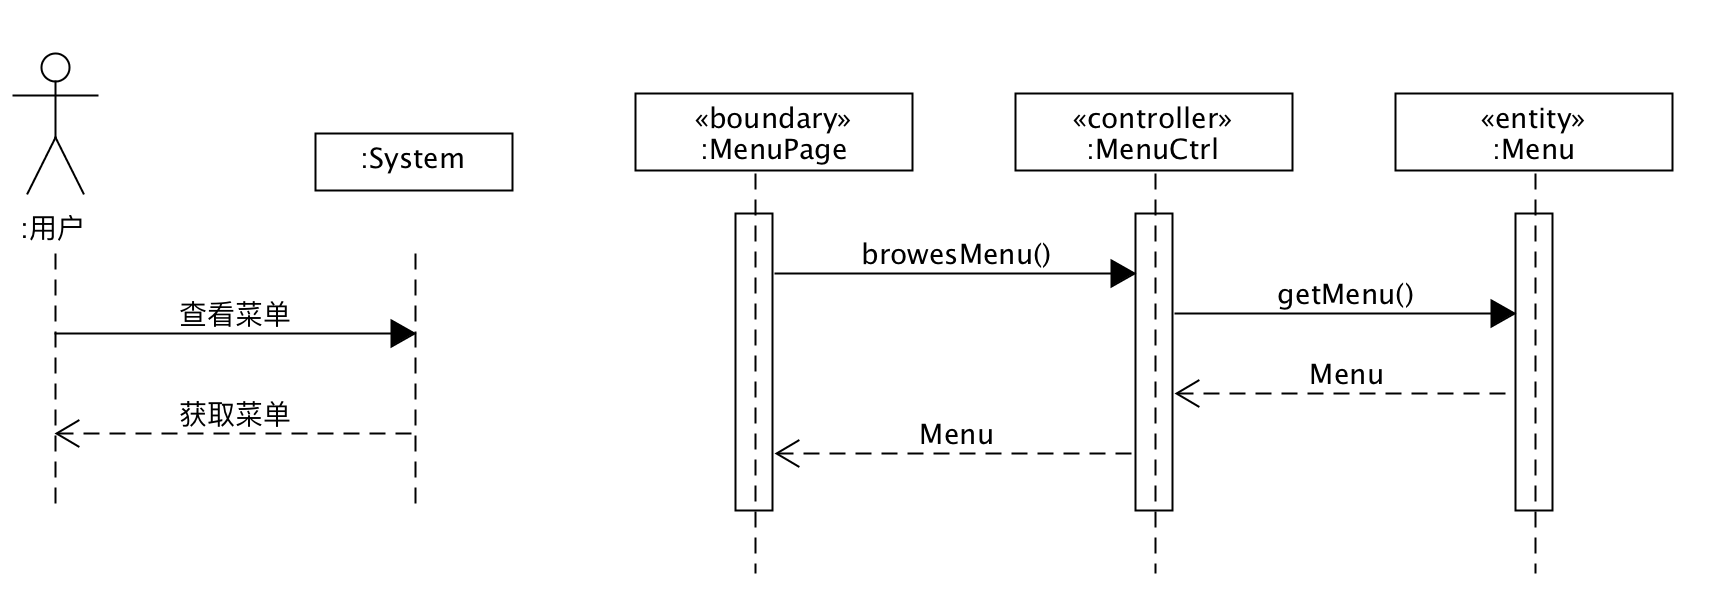 :用户
:System
查看菜单
获取菜单
«boundary»
:MenuPage
«controller»
:MenuCtrl
«entity»
:Menu
browesMenu()
getMenu()
Menu
Menu